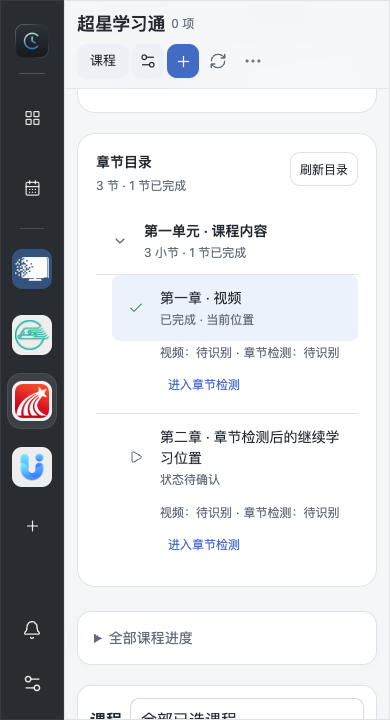 超星学习通 0 项
课程
章节目录
刷新目录
3 节 · 1 节已完成
第一单元 · 课程内容
3 小节 · 1 节已完成
第一章 · 视频
已完成 · 当前位置
视频：待识别 · 章节检测：待识别
进入章节检测
第二章 · 章节检测后的继续学
习位置
状态待确认
视频：待识别 · 章节检测：待识别
进入章节检测
全部课程进度
课程
全部已选课程